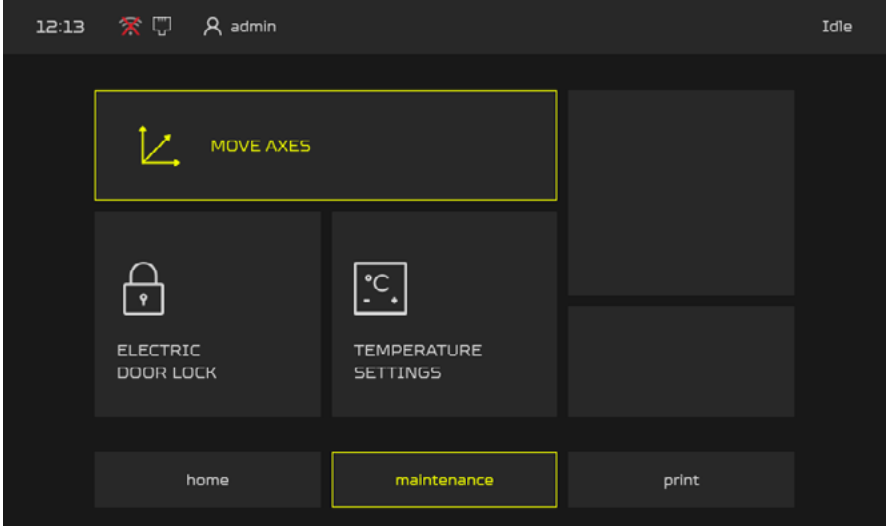 12:13 admin Idle
MOVE AXES
ELECTRIC
DOOR LOCK
°C
- +
TEMPERATURE
SETTINGS
home maintenance print